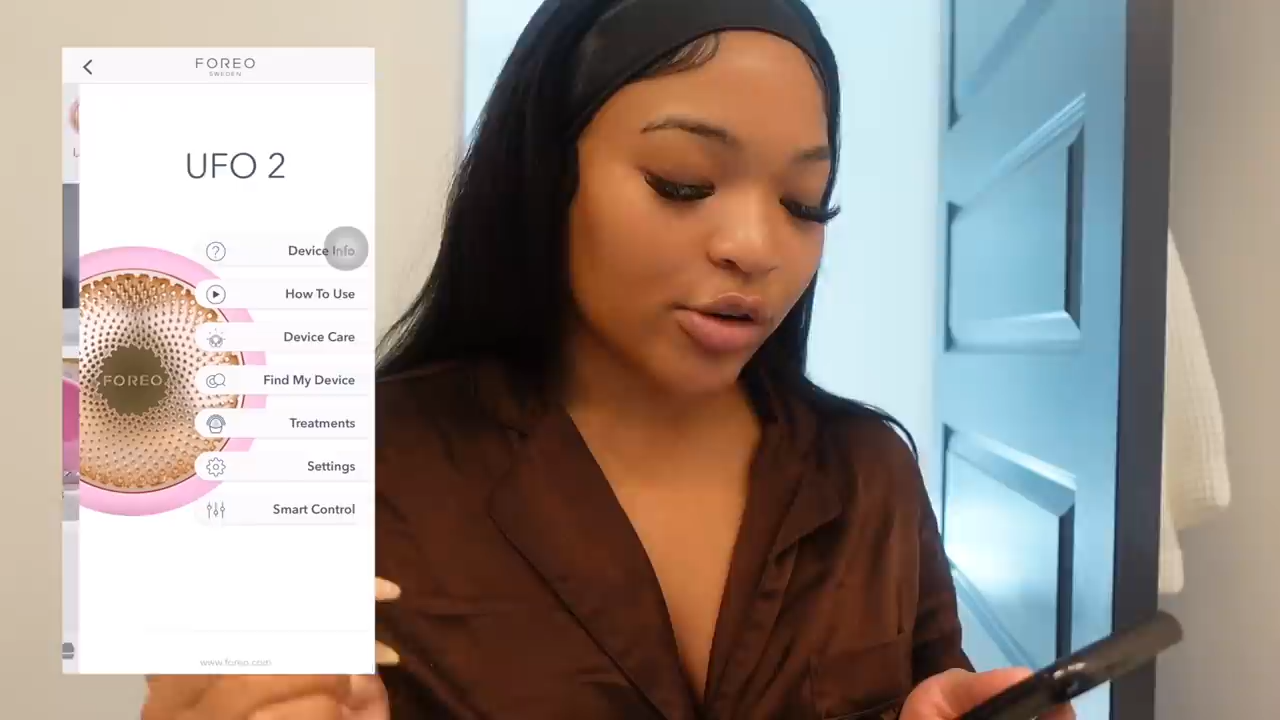 FOREO
SWEDEN
UFO 2
Device Info
How To Use
Device Care
FOREO
Find My Device
Treatments
Settings
Smart Control
www.foreo.com